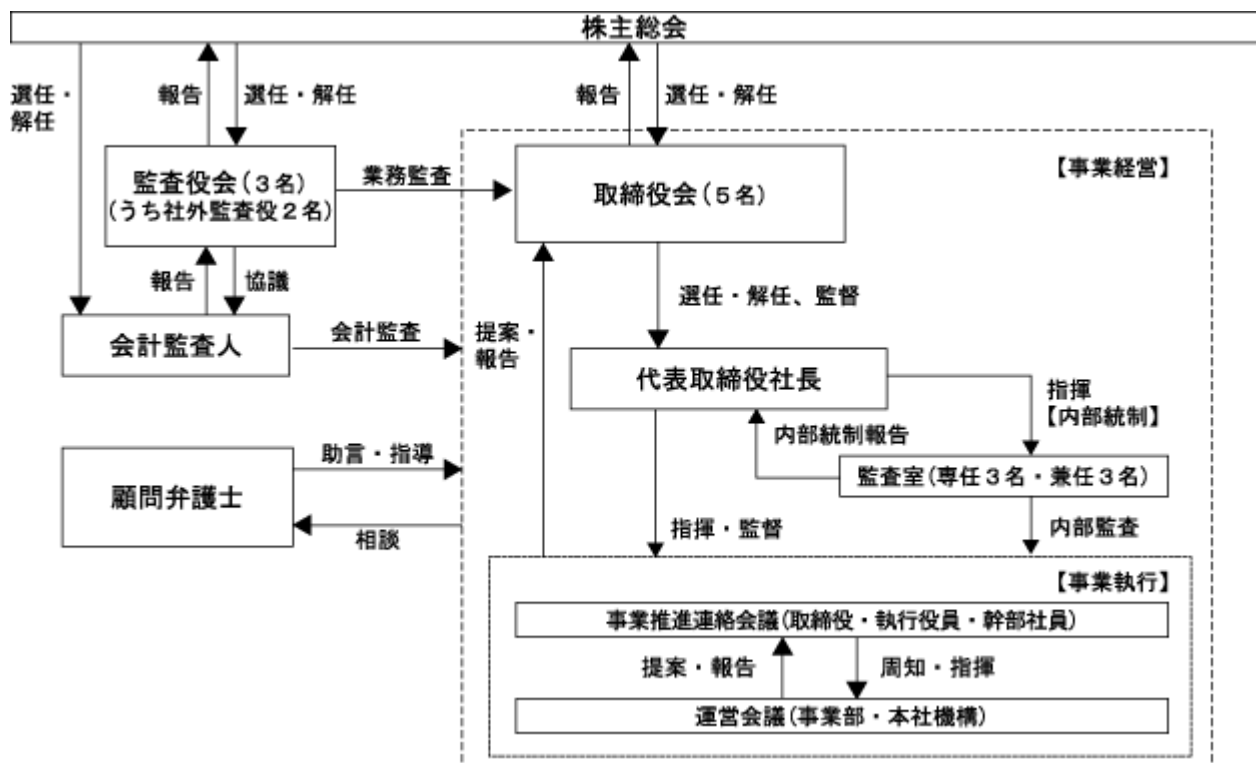 株主総会
選任・
解任
報告
選任・解任
報告
選任・解任
監査役会(3名)
(うち社外監査役2名)
業務監査
取締役会(5名)
【事業経営】
報告
協議
選任・解任、監督
会計監査人
会計監査
提案・
報告
代表取締役社長
指揮
【内部統制】
内部統制報告
監査室(専任3名・兼任3名)
顧問弁護士
助言・指導
相談
指揮・監督
内部監査
【事業執行】
事業推進連絡会議(取締役・執行役員・幹部社員)
提案・報告
周知・指揮
運営会議(事業部・本社機構)